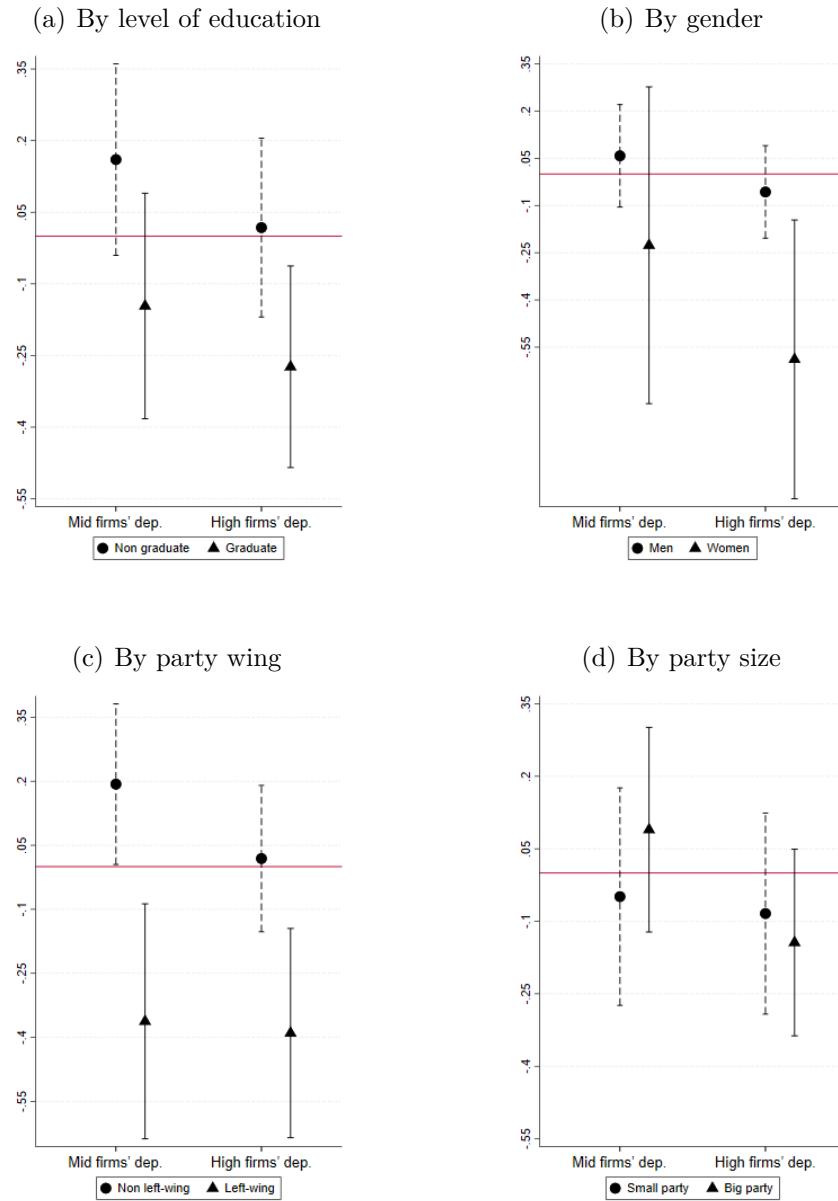 (a) By level of education
.35
.2
.05
-.1
-.25
-.4
-.55
Mid firms' dep.
High firms' dep.
Non graduate
Graduate
(b) By gender
.35
.2
.05
-.1
-.25
-.4
-.55
Mid firms' dep.
High firms' dep.
Men
Women
(c) By party wing
.35
.2
.05
-.1
-.25
-.4
-.55
Mid firms' dep.
High firms' dep.
Non left-wing
Left-wing
(d) By party size
.35
.2
.05
-.1
-.25
-.4
-.55
Mid firms' dep.
High firms' dep.
Small party
Big party